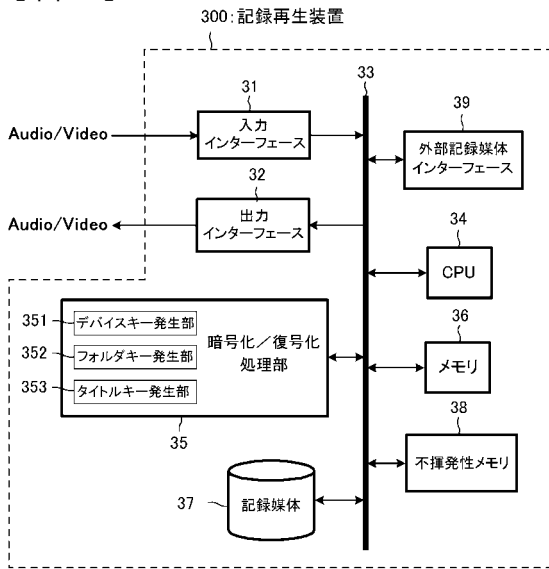 300:記録再生装置
31
33
39
Audio/Video
入力
インターフェース
外部記録媒体
インターフェース
32
Audio/Video
出力
インターフェース
34
CPU
351
デバイスキー発生部
352
フォルダキー発生部
353
タイトルキー発生部
暗号化/復号化
処理部
35
36
メモリ
38
不揮発性メモリ
37
記録媒体